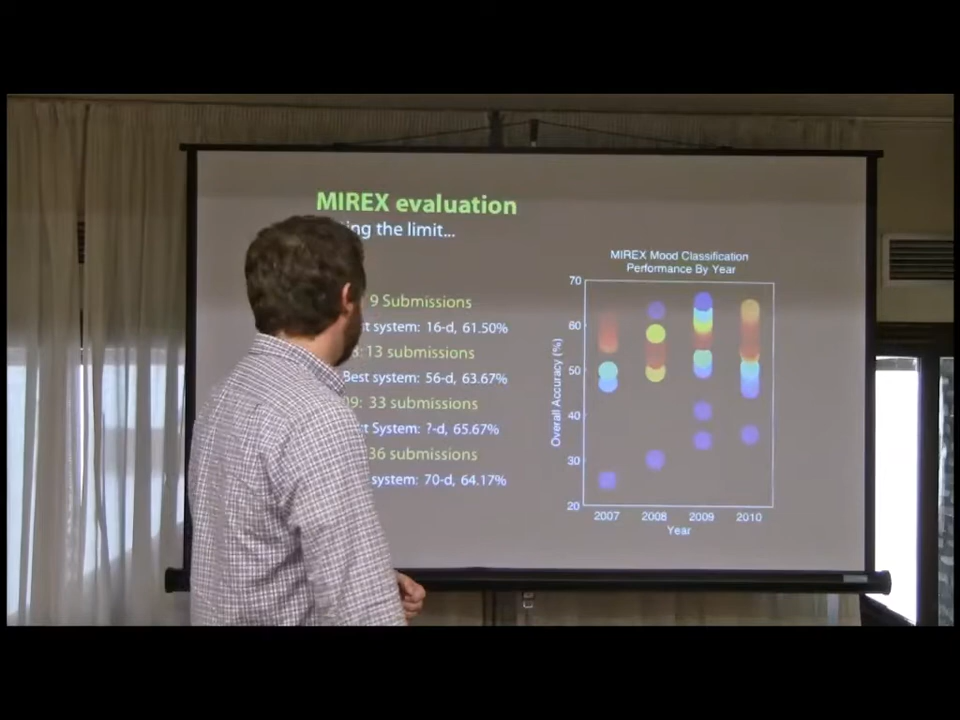 MIREX evaluation
the limit...
9 Submissions
system: 16-d, 61.50%
13 submissions
Best system: 56-d, 63.67%
33 submissions
System: ?-d, 65.67%
36 submissions
system: 70-d, 64.17%
MIREX Mood Classification
Performance By Year
70
60
50
40
30
20
Overall Accuracy (%)
2007 2008 2009 2010
Year